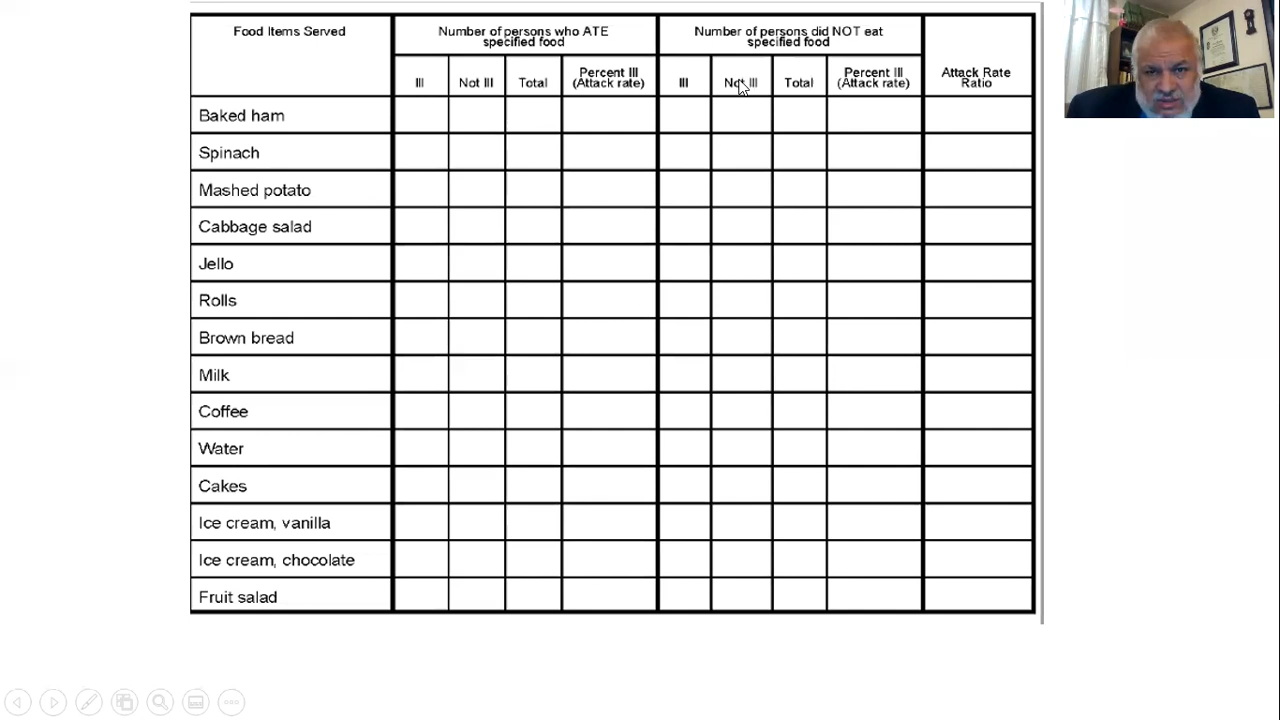 Food Items Served
Number of persons who ATE
specified food
Number of persons did NOT eat
specified food
Ill
Not Ill
Total
Percent Ill
(Attack rate)
Ill
Not Ill
Total
Percent Ill
(Attack rate)
Attack Rate
Ratio
Baked ham
Spinach
Mashed potato
Cabbage salad
Jello
Rolls
Brown bread
Milk
Coffee
Water
Cakes
Ice cream, vanilla
Ice cream, chocolate
Fruit salad